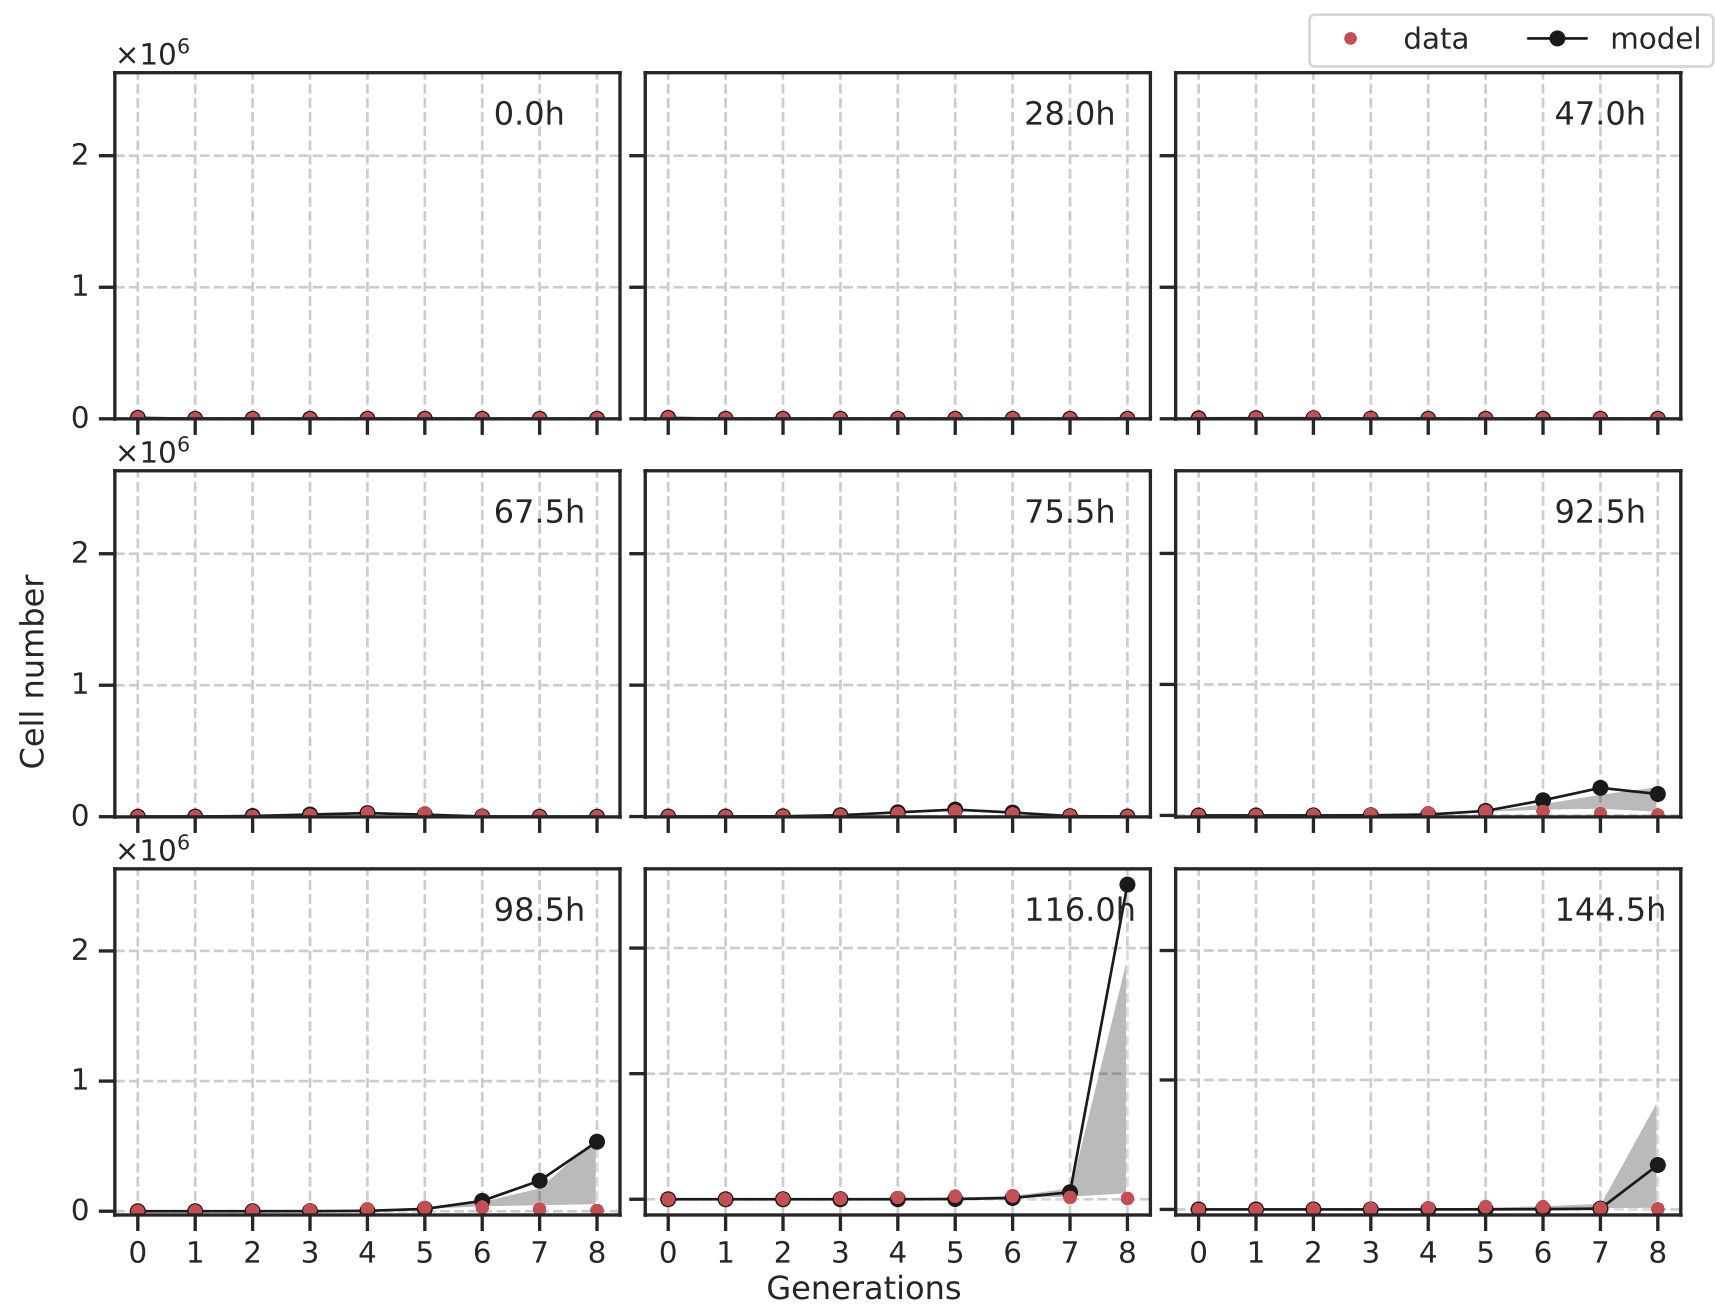 data model
×10⁶
0.0h 28.0h 47.0h
2
1
0
×10⁶
67.5h 75.5h 92.5h
2
1
0
Cell number
×10⁶
98.5h 116.0h 144.5h
2
1
0
0 1 2 3 4 5 6 7 8 0 1 2 3 4 5 6 7 8 0 1 2 3 4 5 6 7 8
Generations